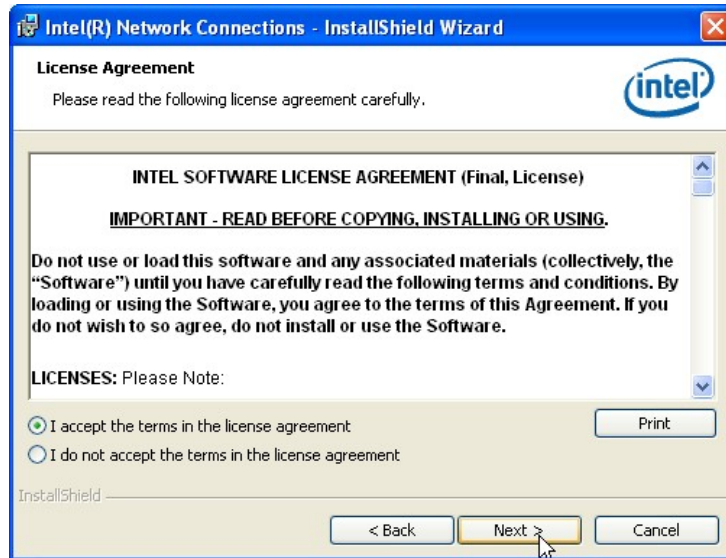 Intel(R) Network Connections - InstallShield Wizard
License Agreement
Please read the following license agreement carefully.
intel
INTEL SOFTWARE LICENSE AGREEMENT (Final, License)
IMPORTANT - READ BEFORE COPYING, INSTALLING OR USING.
Do not use or load this software and any associated materials (collectively, the
“Software”) until you have carefully read the following terms and conditions. By
loading or using the Software, you agree to the terms of this Agreement. If you
do not wish to so agree, do not install or use the Software.
LICENSES: Please Note:
I accept the terms in the license agreement
Print
I do not accept the terms in the license agreement
InstallShield
< Back
Next >
Cancel